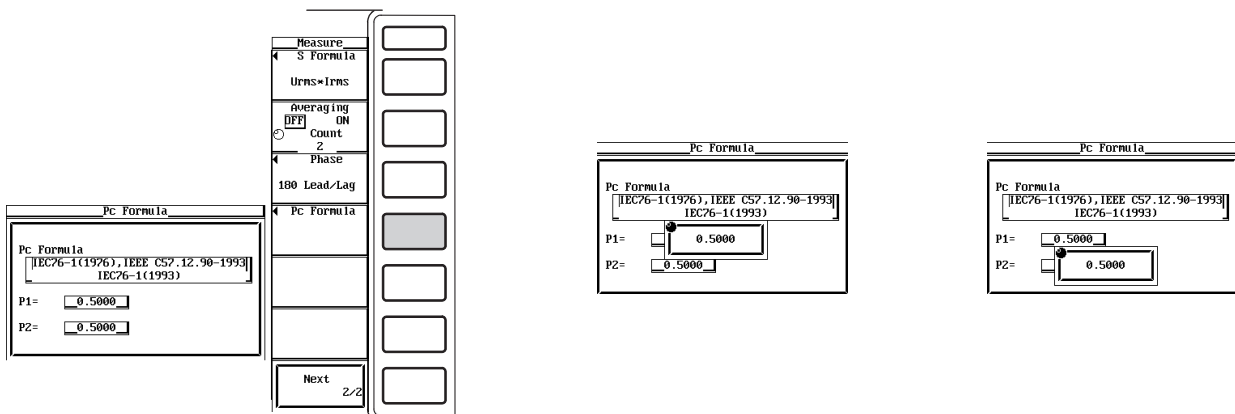 Measure
S Formula
Urms*Irms
Averaging
OFF ON
Count
2
Phase
180 Lead/Lag
Pc Formula
Next
2/2
Pc Formula
Pc Formula
IEC76-1(1976),IEEE C57.12.90-1993
IEC76-1(1993)
P1= 0.5000
P2= 0.5000
Pc Formula
Pc Formula
IEC76-1(1976),IEEE C57.12.90-1993
IEC76-1(1993)
P1= 0.5000
P2= 0.5000
Pc Formula
Pc Formula
IEC76-1(1976),IEEE C57.12.90-1993
IEC76-1(1993)
P1= 0.5000
P2= 0.5000